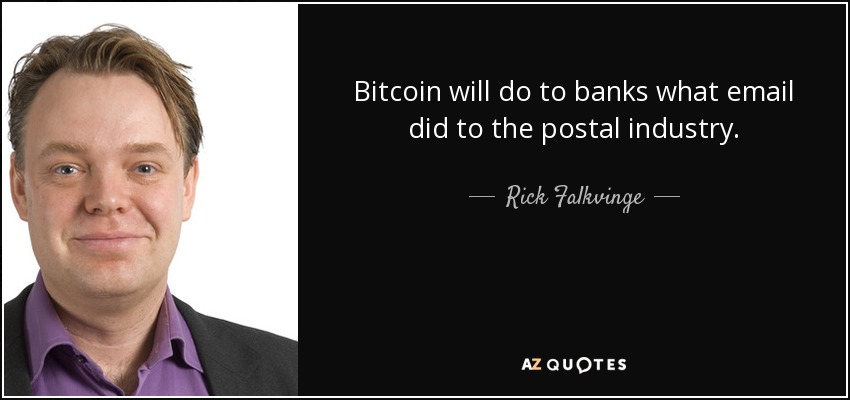 Bitcoin will do to banks what email
did to the postal industry.
Rick Falkvinge
AZ QUOTES